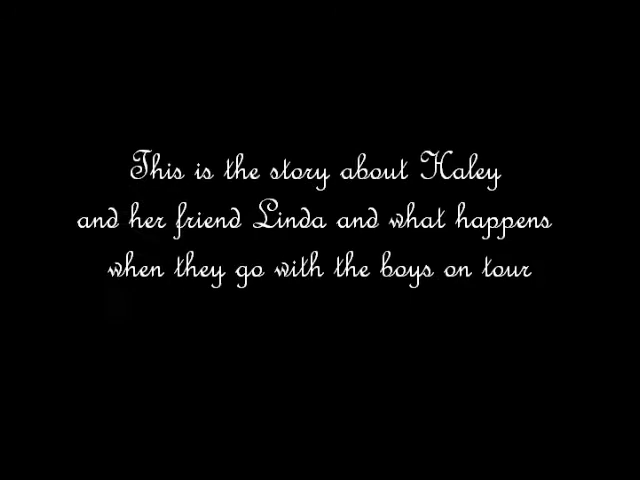 This is the story about Haley
and her friend Linda and what happens
when they go with the boys on tour